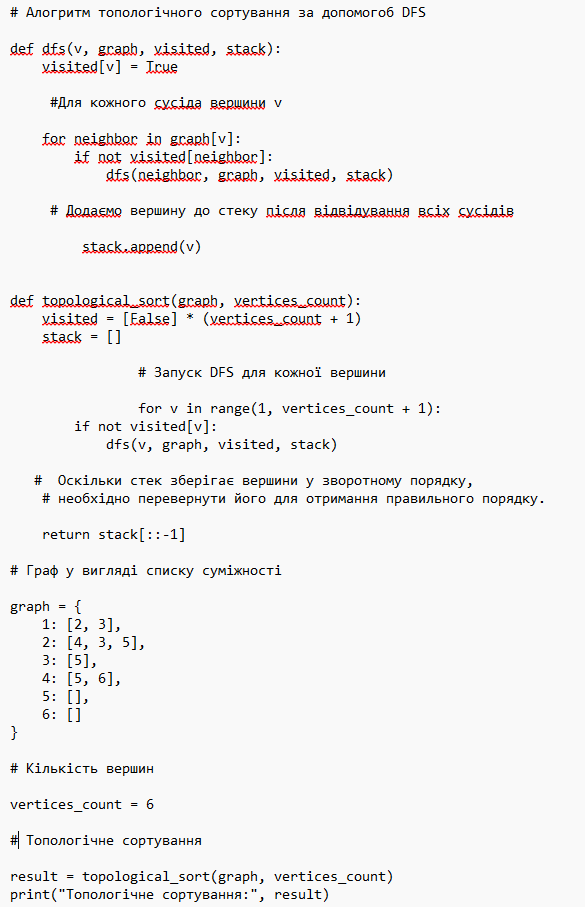 # Алогритм топологічного сортування за допомогоб DFS
def dfs(v, graph, visited, stack):
visited[v] = True
#Для кожного сусіда вершини v
for neighbor in graph[v]:
if not visited[neighbor]:
dfs(neighbor, graph, visited, stack)
# Додаємо вершину до стеку після відвідування всіх сусідів
stack.append(v)
def topological_sort(graph, vertices_count):
visited = [False] * (vertices_count + 1)
stack = []
# Запуск DFS для кожної вершини
for v in range(1, vertices_count + 1):
if not visited[v]:
dfs(v, graph, visited, stack)
#  Оскільки стек зберігає вершини у зворотному порядку,
# необхідно перевернути його для отримання правильного порядку.
return stack[::-1]
# Граф у вигляді списку суміжності
graph = {
1: [2, 3],
2: [4, 3, 5],
3: [5],
4: [5, 6],
5: [],
6: []
}
# Кількість вершин
vertices_count = 6
# Топологічне сортування
result = topological_sort(graph, vertices_count)
print("Топологічне сортування:", result)